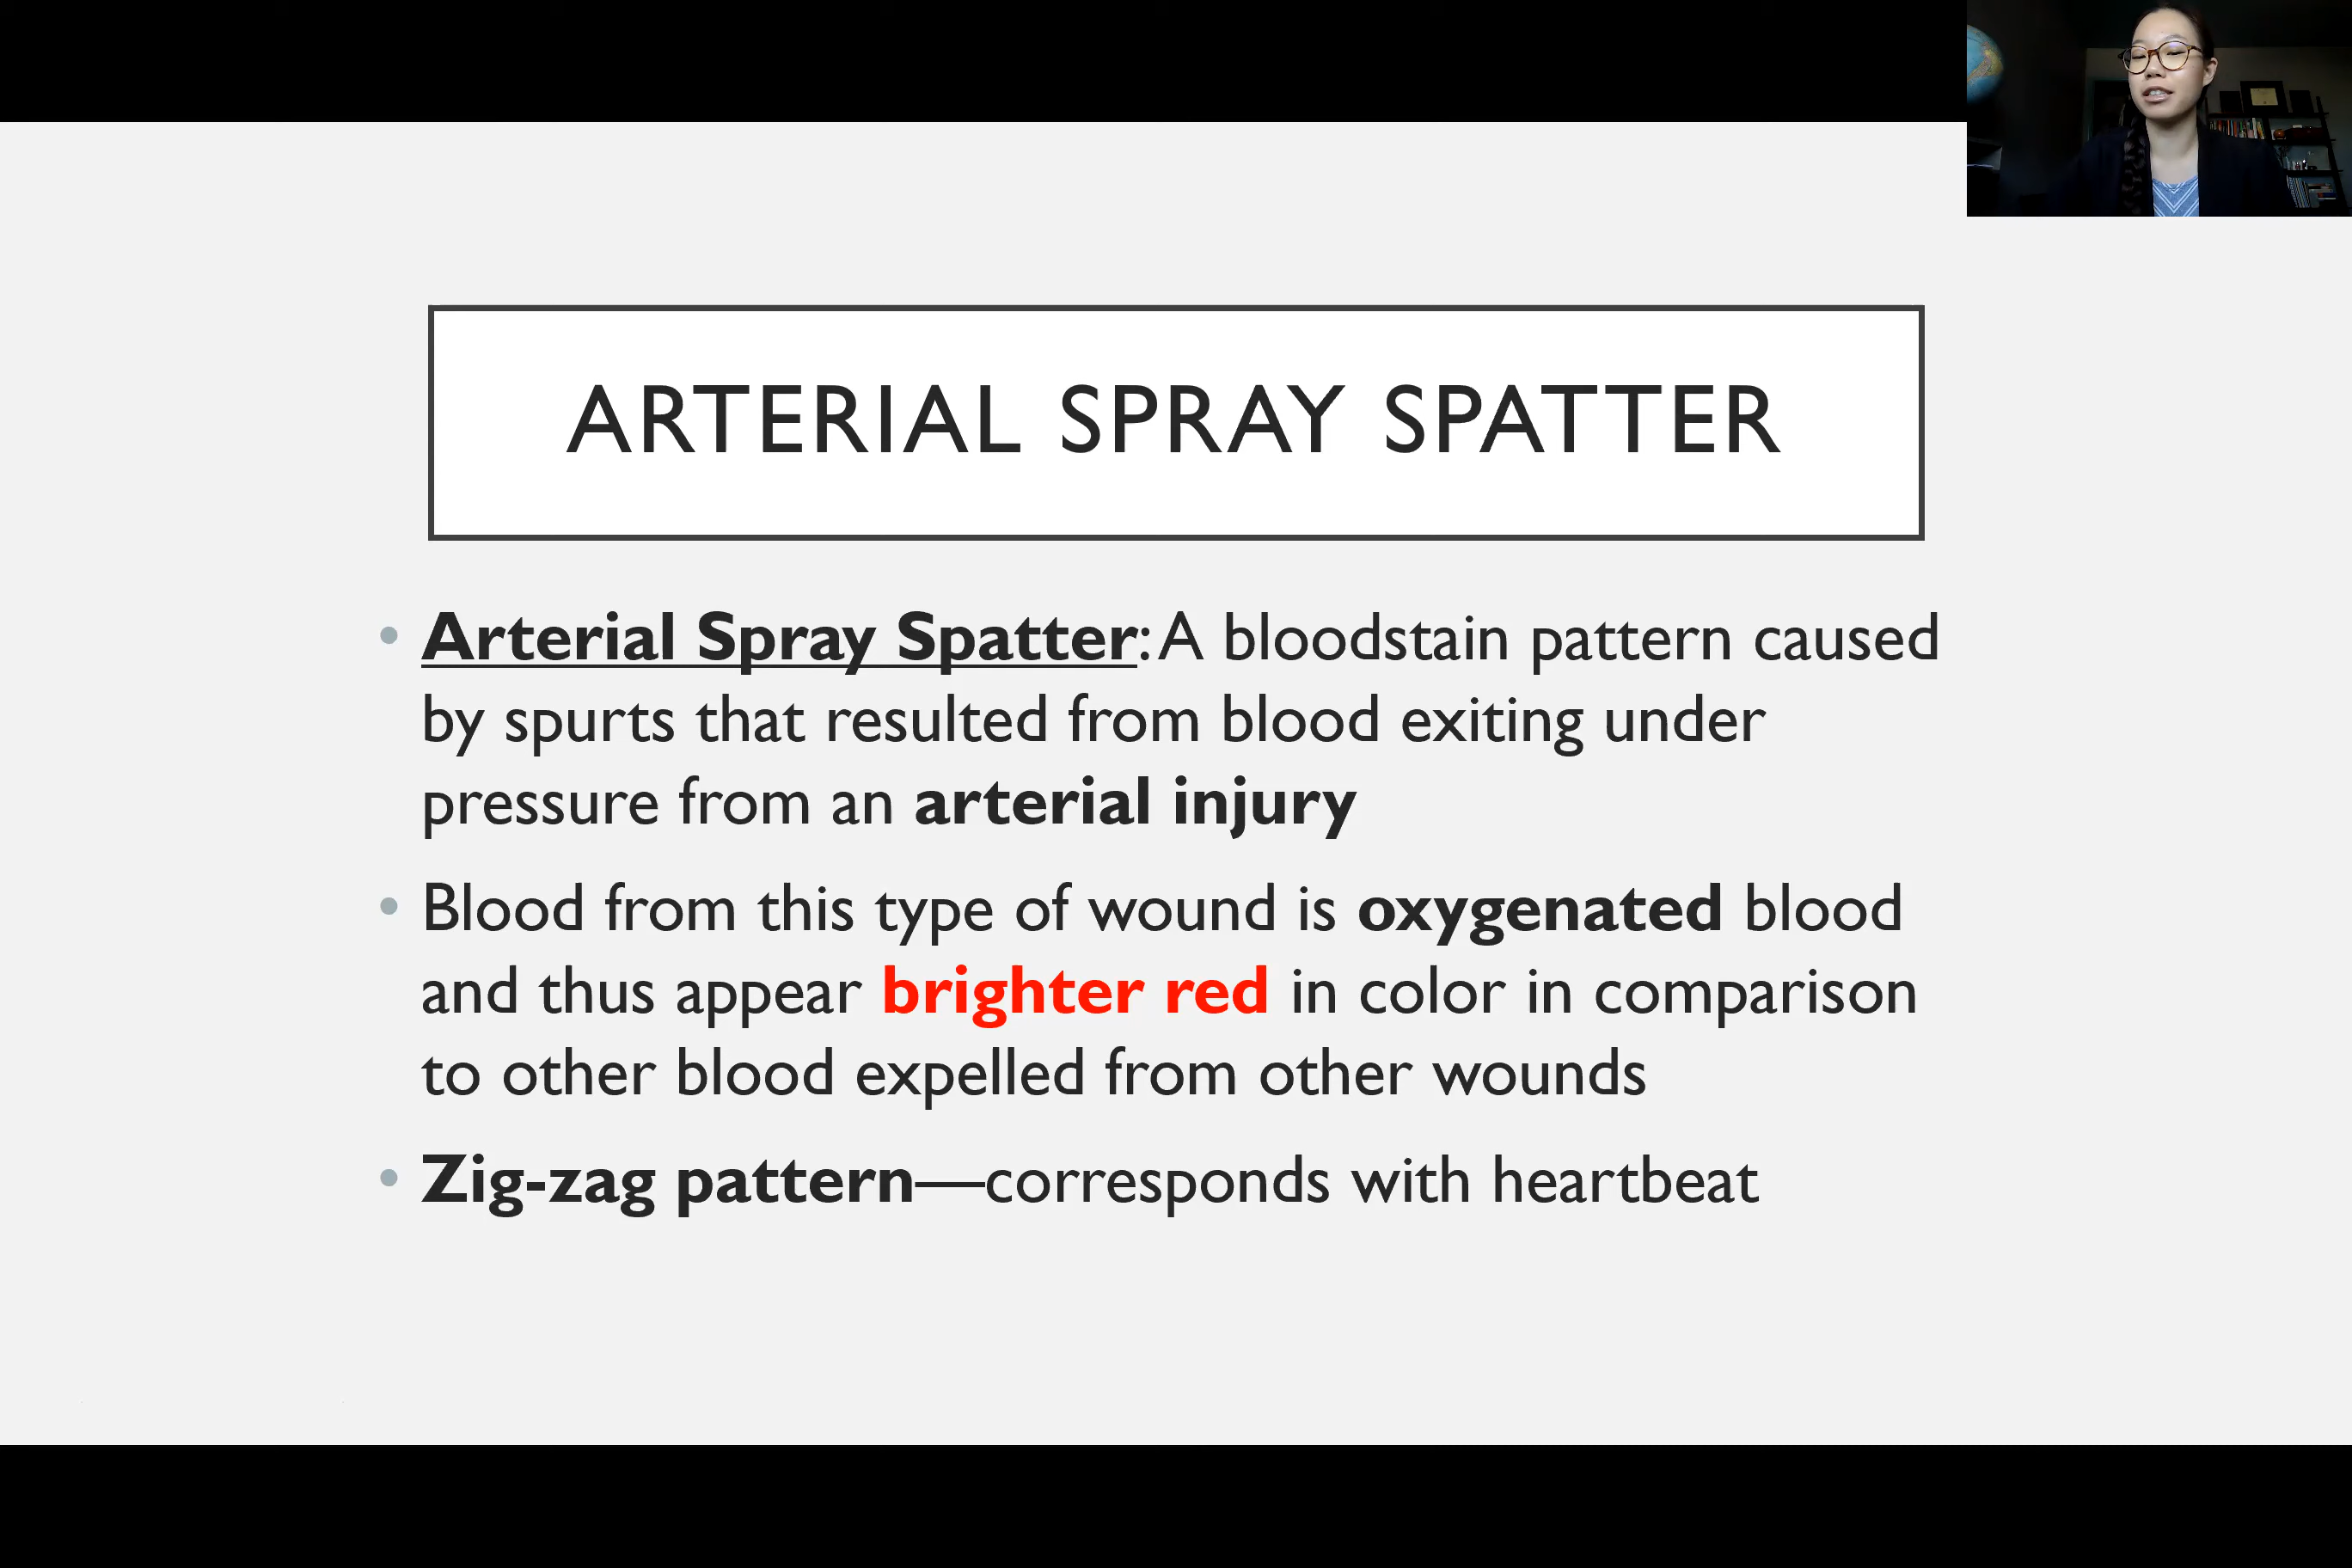 ARTERIAL SPRAY SPATTER
• Arterial Spray Spatter: A bloodstain pattern caused
by spurts that resulted from blood exiting under
pressure from an arterial injury
• Blood from this type of wound is oxygenated blood
and thus appear brighter red in color in comparison
to other blood expelled from other wounds
• Zig-zag pattern—corresponds with heartbeat